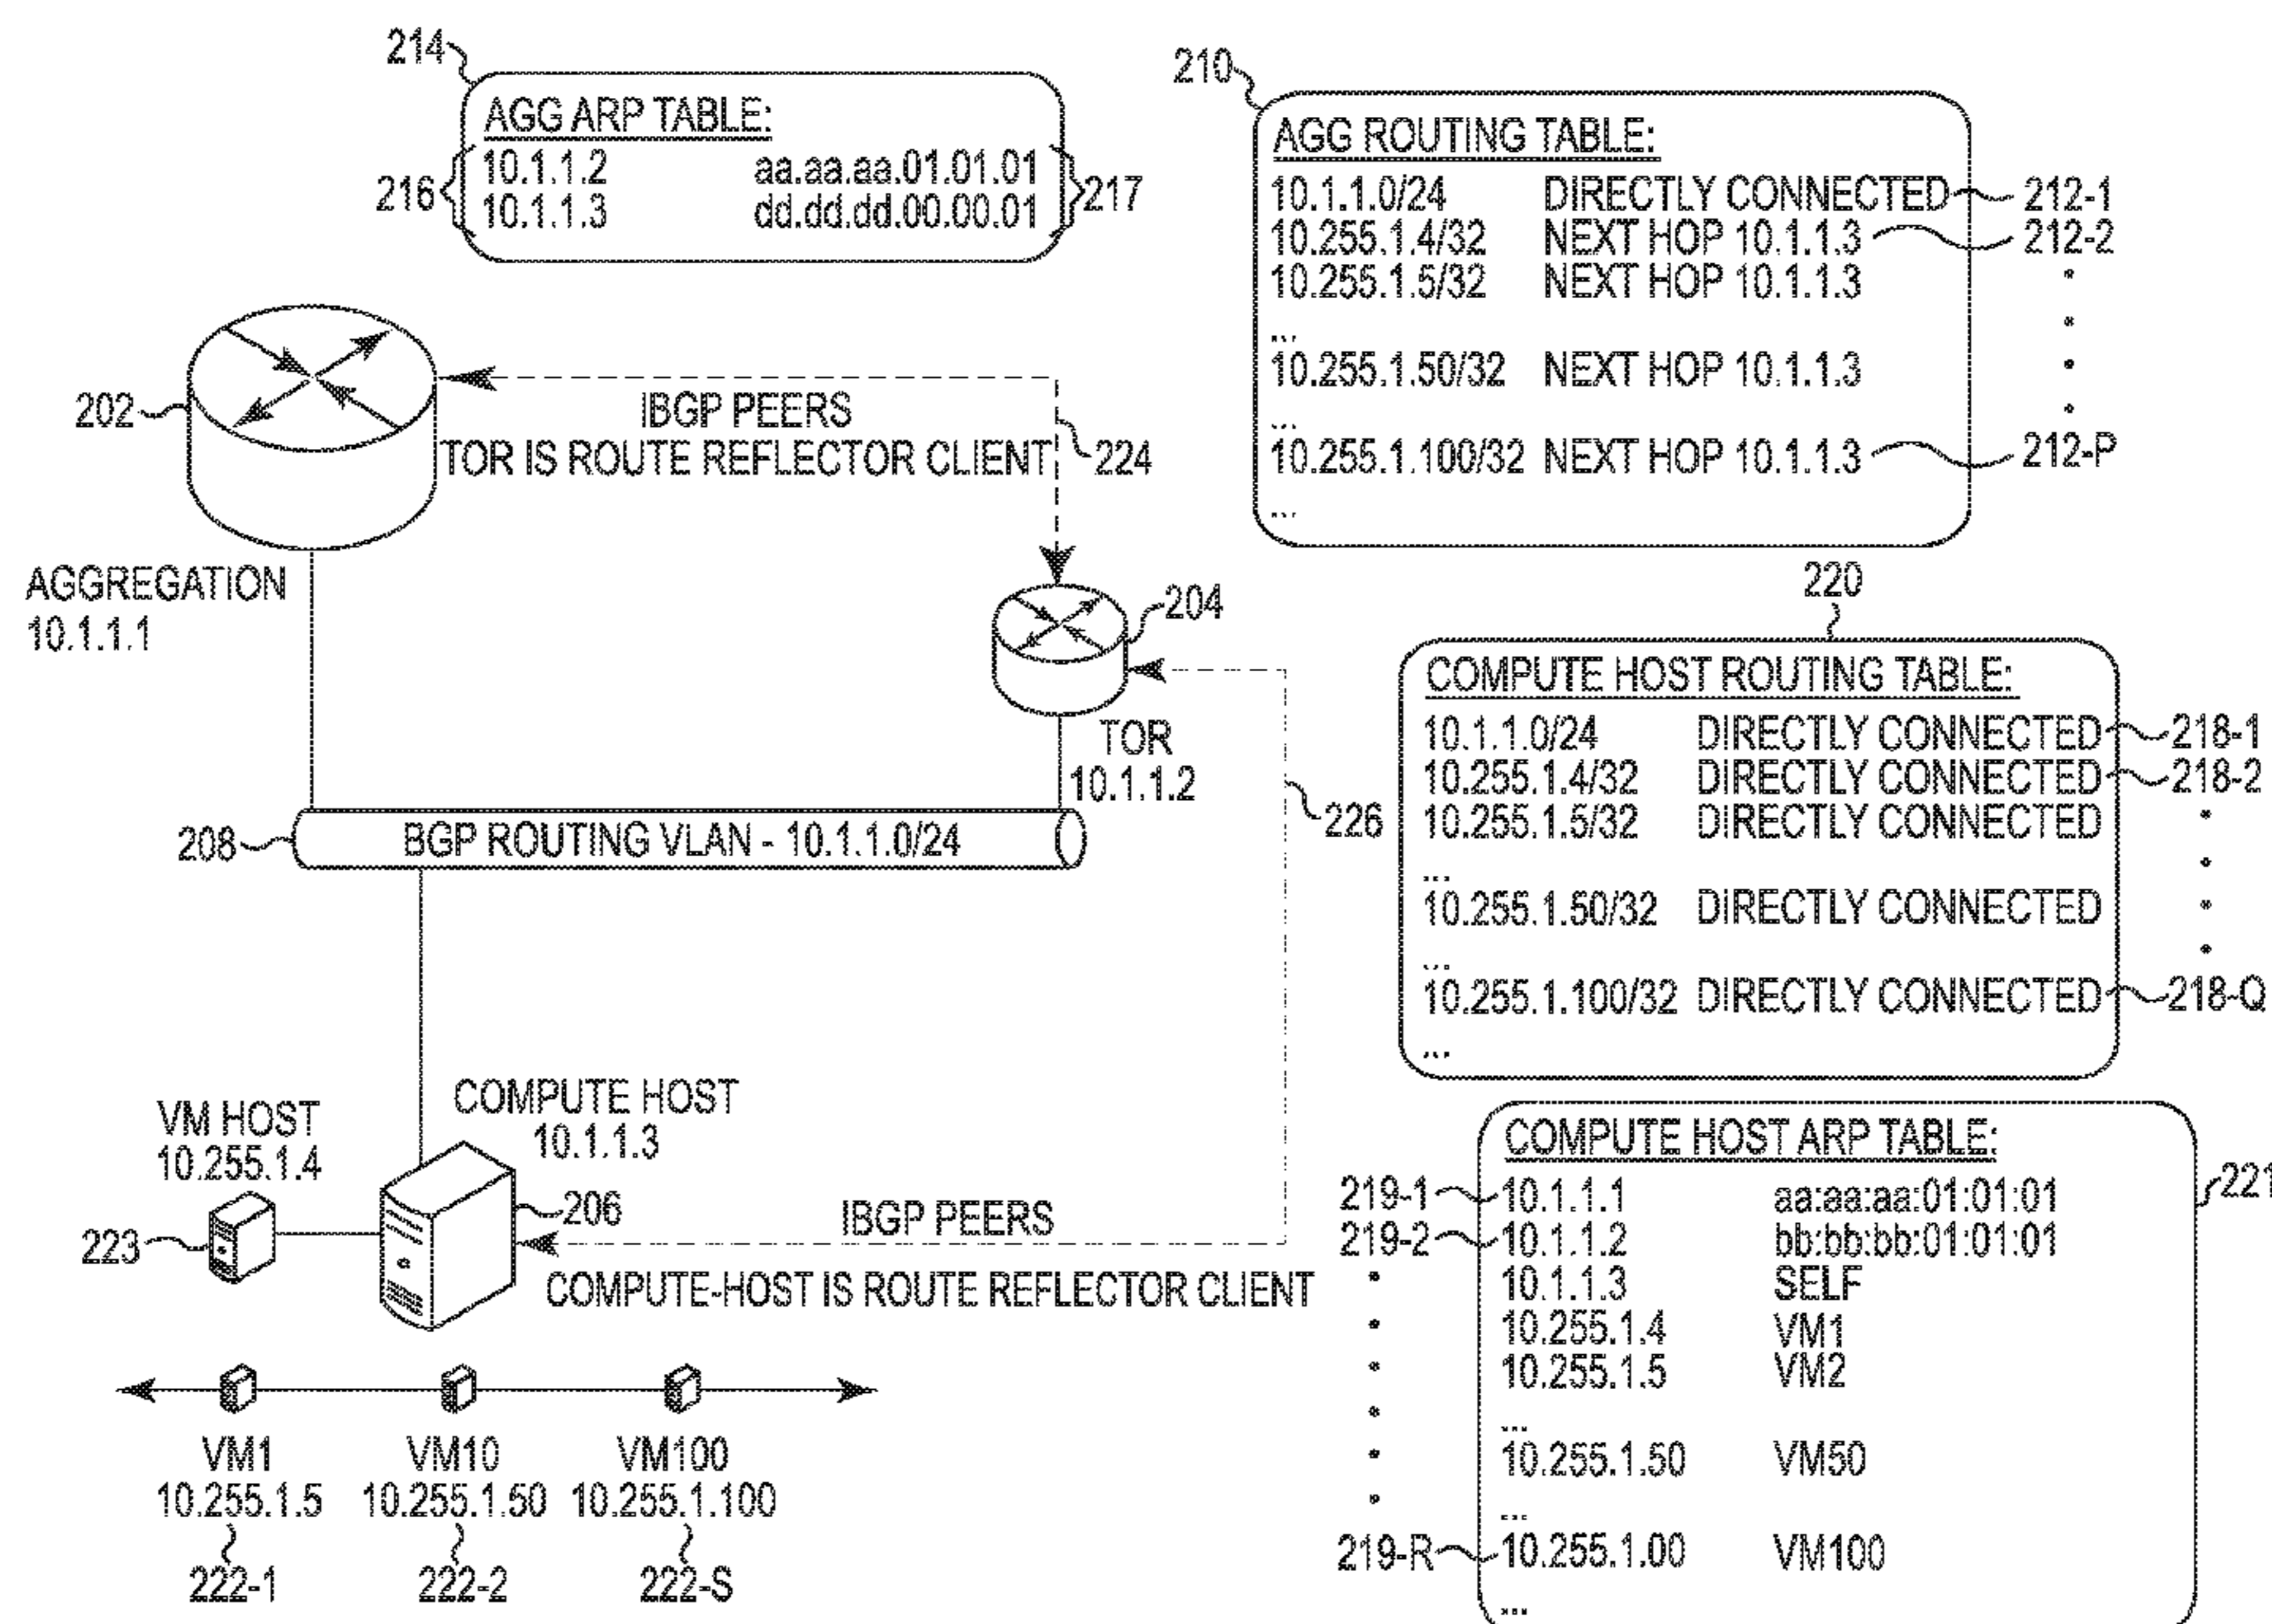 214
AGG ARP TABLE:
216
10.1.1.2 aa.aa.aa.01.01.01
10.1.1.3 dd.dd.dd.00.00.01
217
210
AGG ROUTING TABLE:
10.1.1.0/24 DIRECTLY CONNECTED 212-1
10.255.1.4/32 NEXT HOP 10.1.1.3 212-2
10.255.1.5/32 NEXT HOP 10.1.1.3
...
10.255.1.50/32 NEXT HOP 10.1.1.3
...
10.255.1.100/32 NEXT HOP 10.1.1.3 212-P
...
202
IBGP PEERS
TOR IS ROUTE REFLECTOR CLIENT
224
AGGREGATION
10.1.1.1
204
TOR
10.1.1.2
226
208
BGP ROUTING VLAN - 10.1.1.0/24
220
COMPUTE HOST ROUTING TABLE:
10.1.1.0/24 DIRECTLY CONNECTED 218-1
10.255.1.4/32 DIRECTLY CONNECTED 218-2
10.255.1.5/32 DIRECTLY CONNECTED
...
10.255.1.50/32 DIRECTLY CONNECTED
...
10.255.1.100/32 DIRECTLY CONNECTED 218-Q
...
VM HOST
10.255.1.4
223
COMPUTE HOST
10.1.1.3
206
IBGP PEERS
COMPUTE-HOST IS ROUTE REFLECTOR CLIENT
VM1
10.255.1.5
222-1
VM10
10.255.1.50
222-2
VM100
10.255.1.100
222-S
COMPUTE HOST ARP TABLE:
221
219-1 10.1.1.1 aa:aa:aa:01:01:01
219-2 10.1.1.2 bb:bb:bb:01:01:01
10.1.1.3 SELF
10.255.1.4 VM1
10.255.1.5 VM2
...
10.255.1.50 VM50
...
219-R 10.255.1.00 VM100
...